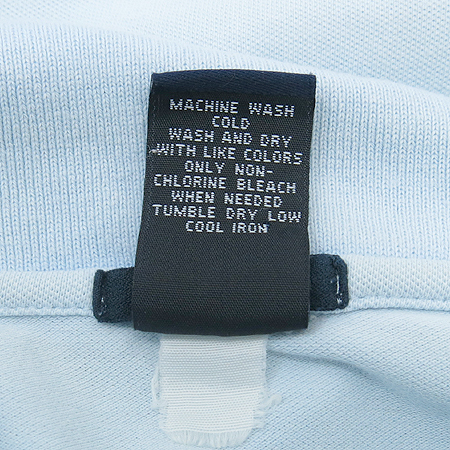 MACHINE WASH
COLD
WASH AND DRY
WITH LIKE COLORS
ONLY NON-
CHLORINE BLEACH
WHEN NEEDED
TUMBLE DRY LOW
COOL IRON